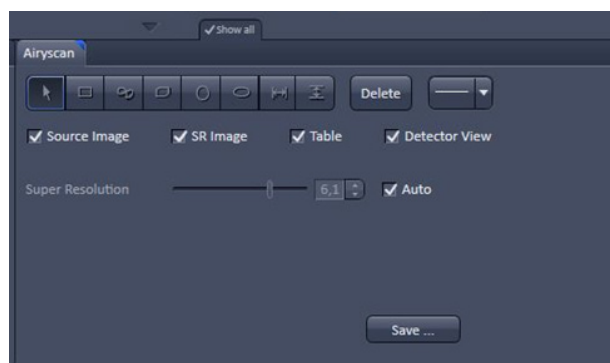 Show all
Airyscan
Delete
Source Image SR Image Table Detector View
Super Resolution 6,1 Auto
Save ...